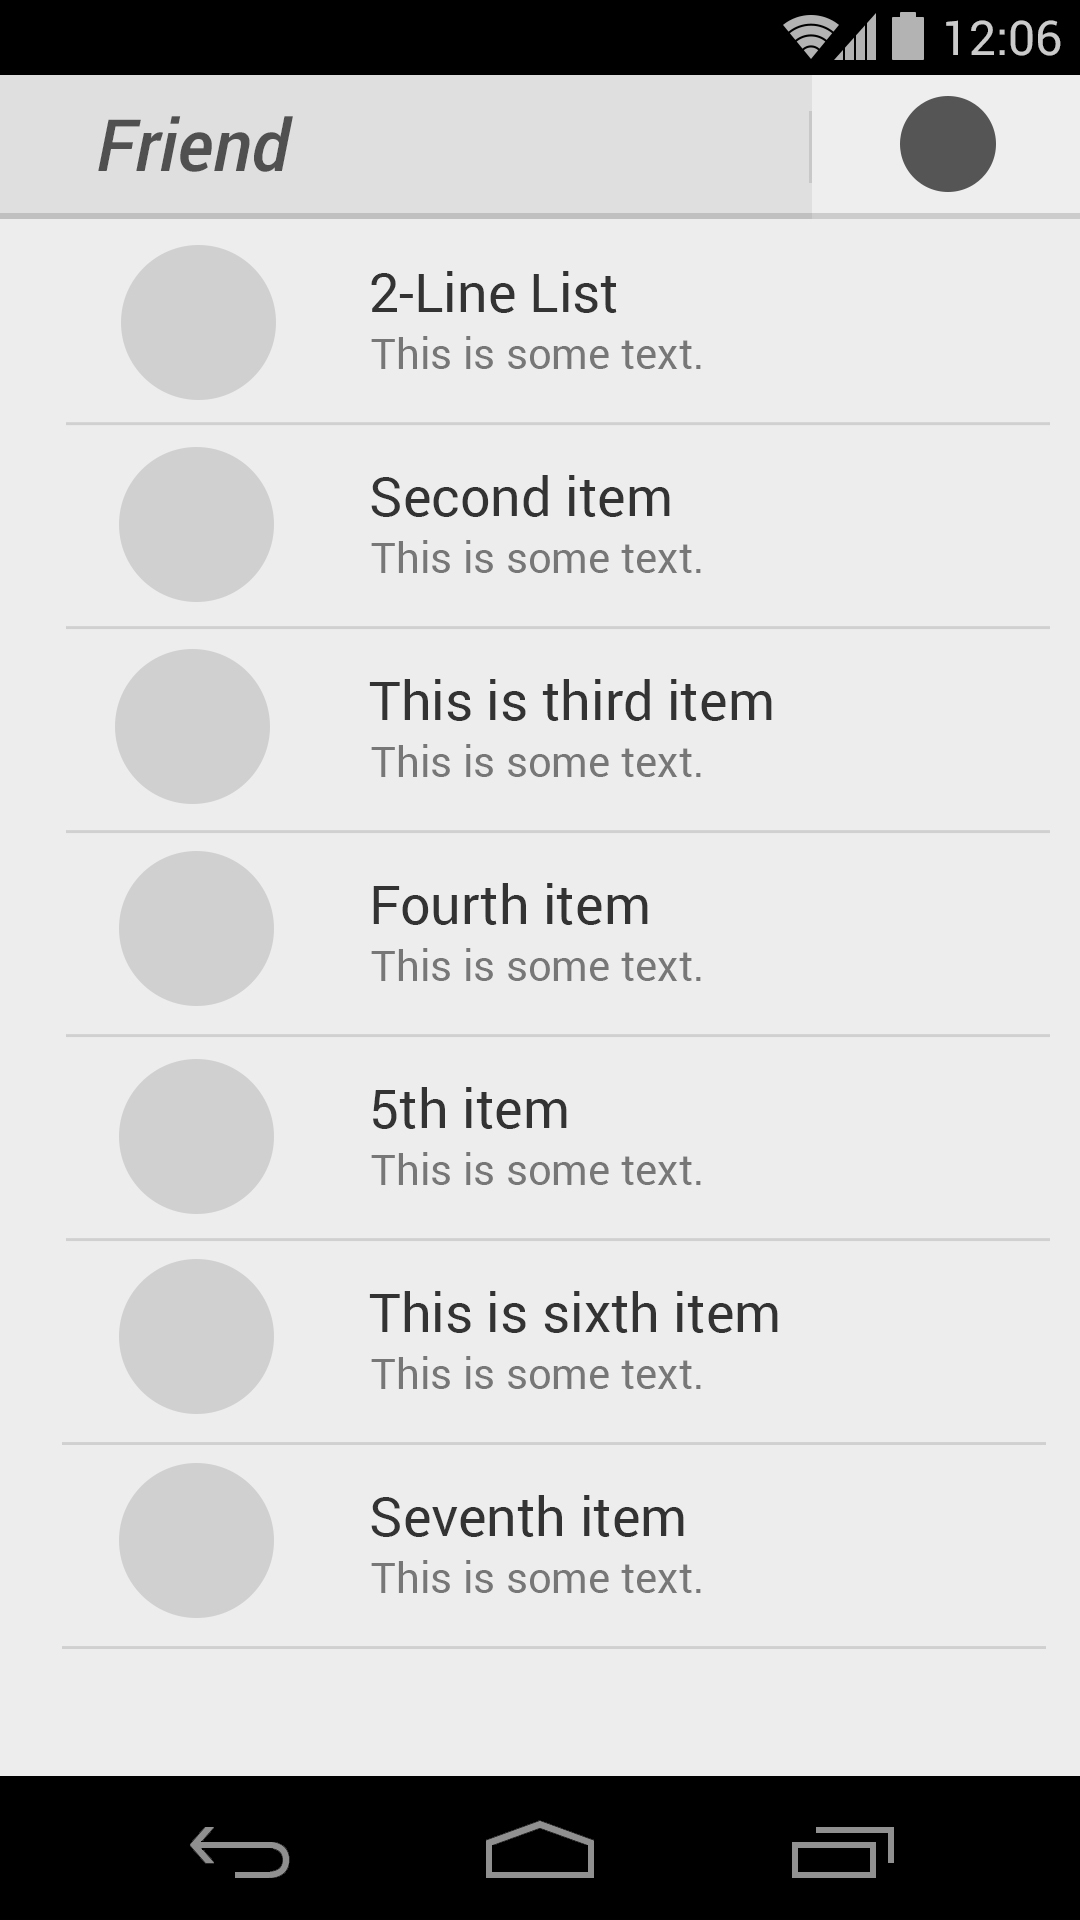 12:06
Friend
2-Line List
This is some text.
Second item
This is some text.
This is third item
This is some text.
Fourth item
This is some text.
5th item
This is some text.
This is sixth item
This is some text.
Seventh item
This is some text.